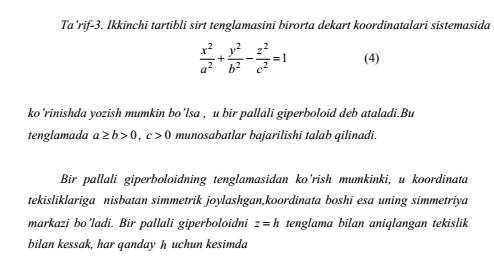 Ta’rif-3. Ikkinchi tartibli sirt tenglamasini birorta dekart koordinatalari sistemasida
x²/a² + y²/b² − z²/c² = 1 (4)
ko’rinishda yozish mumkin bo’lsa , u bir pallali giperboloid deb ataladi.Bu
tenglamada a ≥ b > 0 , c > 0 munosabatlar bajarilishi talab qilinadi.
Bir pallali giperboloidning tenglamasidan ko’rish mumkinki, u koordinata
tekisliklariga nisbatan simmetrik joylashgan,koordinata boshi esa uning simmetriya
markazi bo’ladi. Bir pallali giperboloidni z = h tenglama bilan aniqlangan tekislik
bilan kessak, har qanday h uchun kesimda